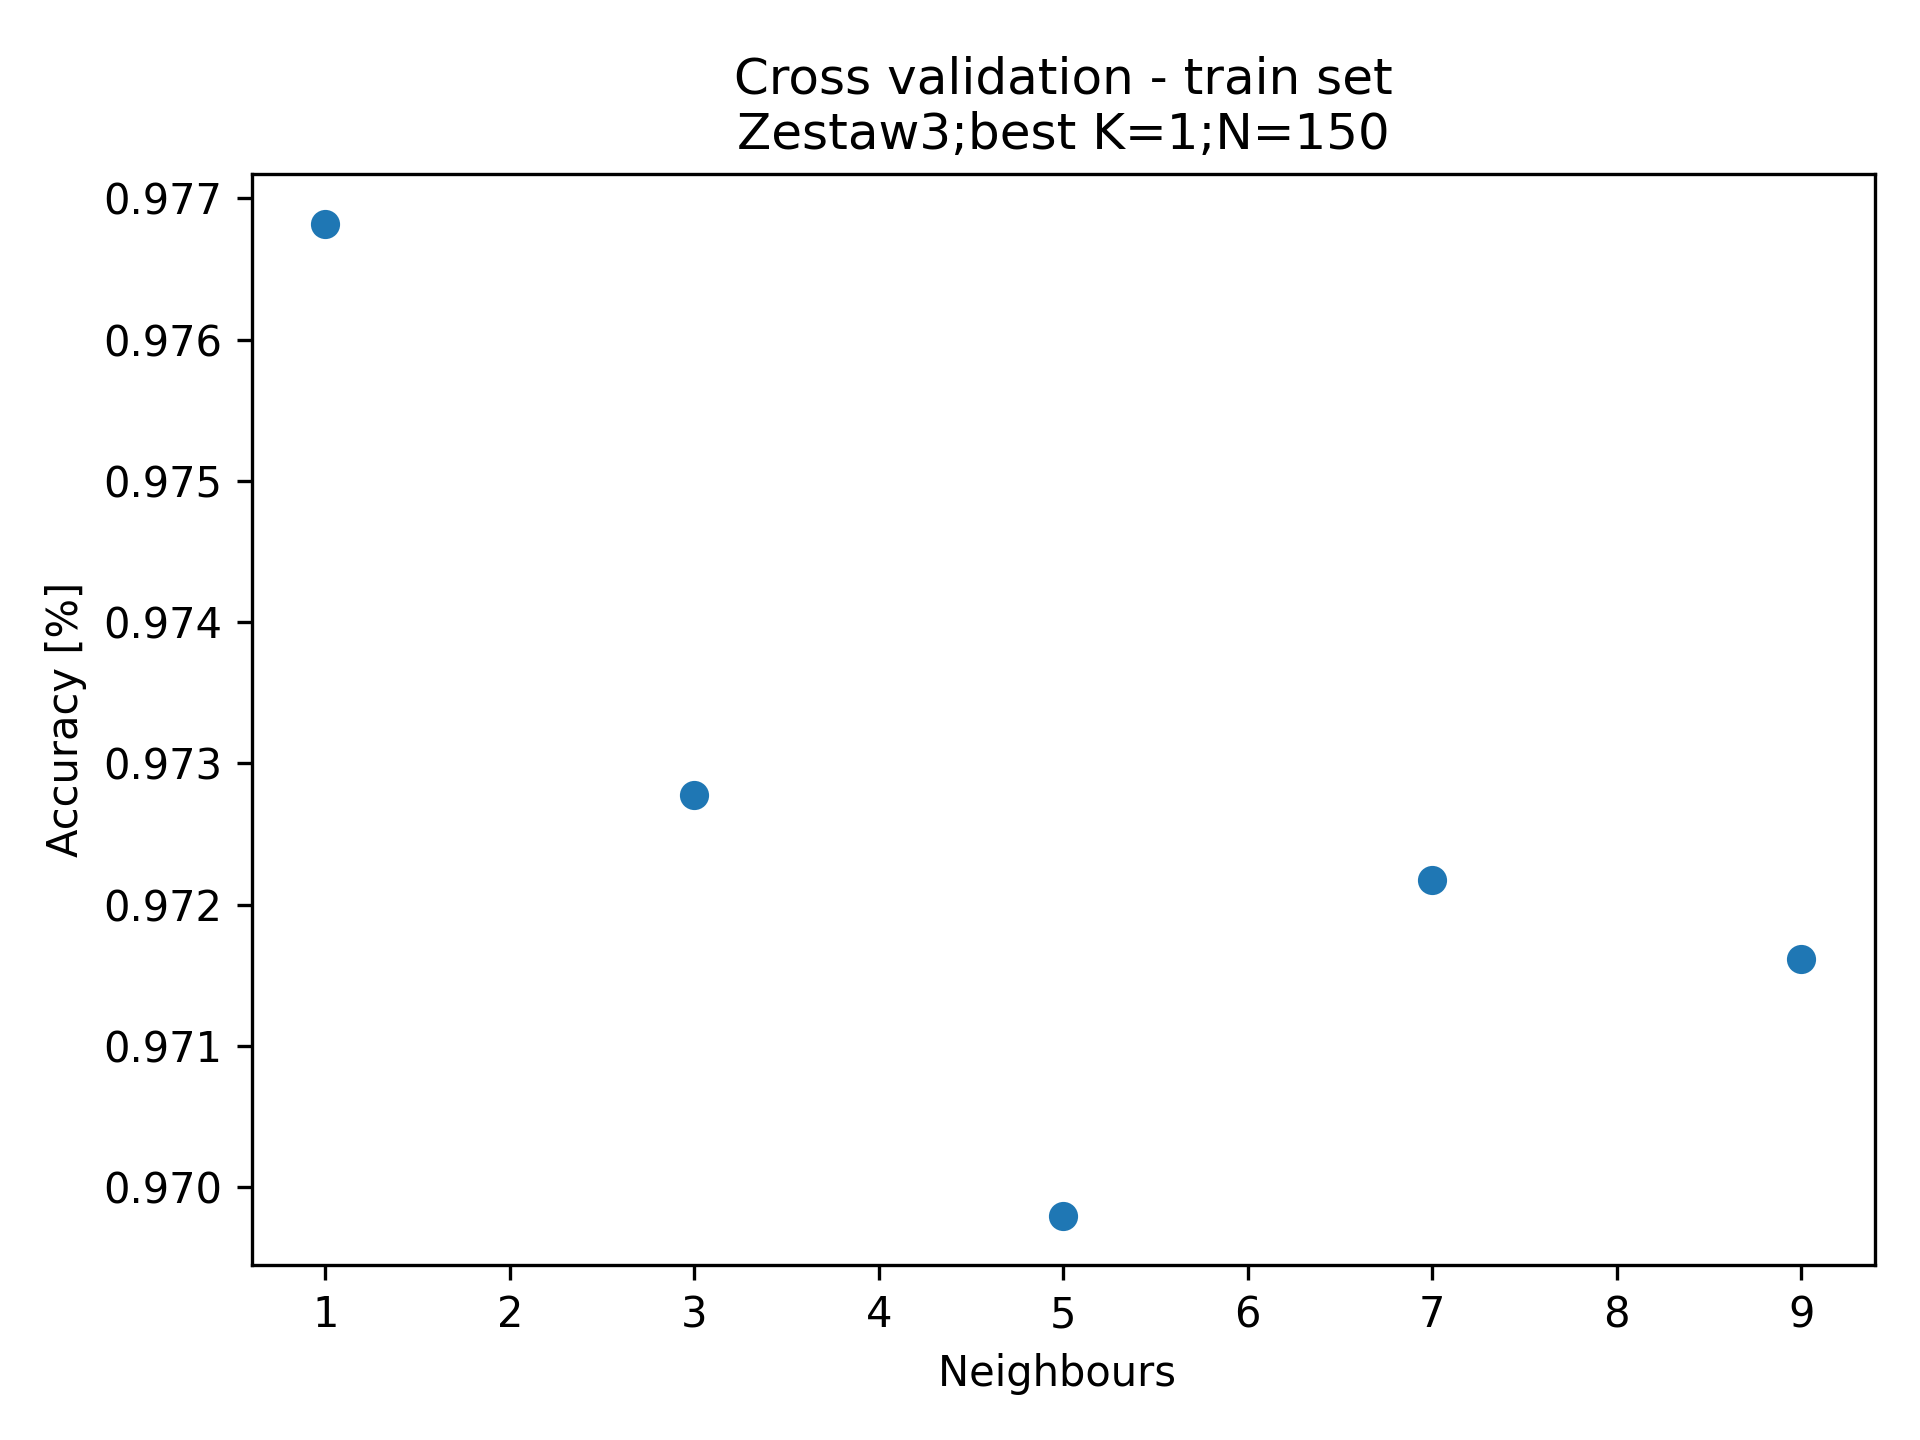 Cross validation - train set
Zestaw3;best K=1;N=150
0.977
0.976
0.975
0.974
0.973
0.972
0.971
0.970
Accuracy [%]
1 2 3 4 5 6 7 8 9
Neighbours